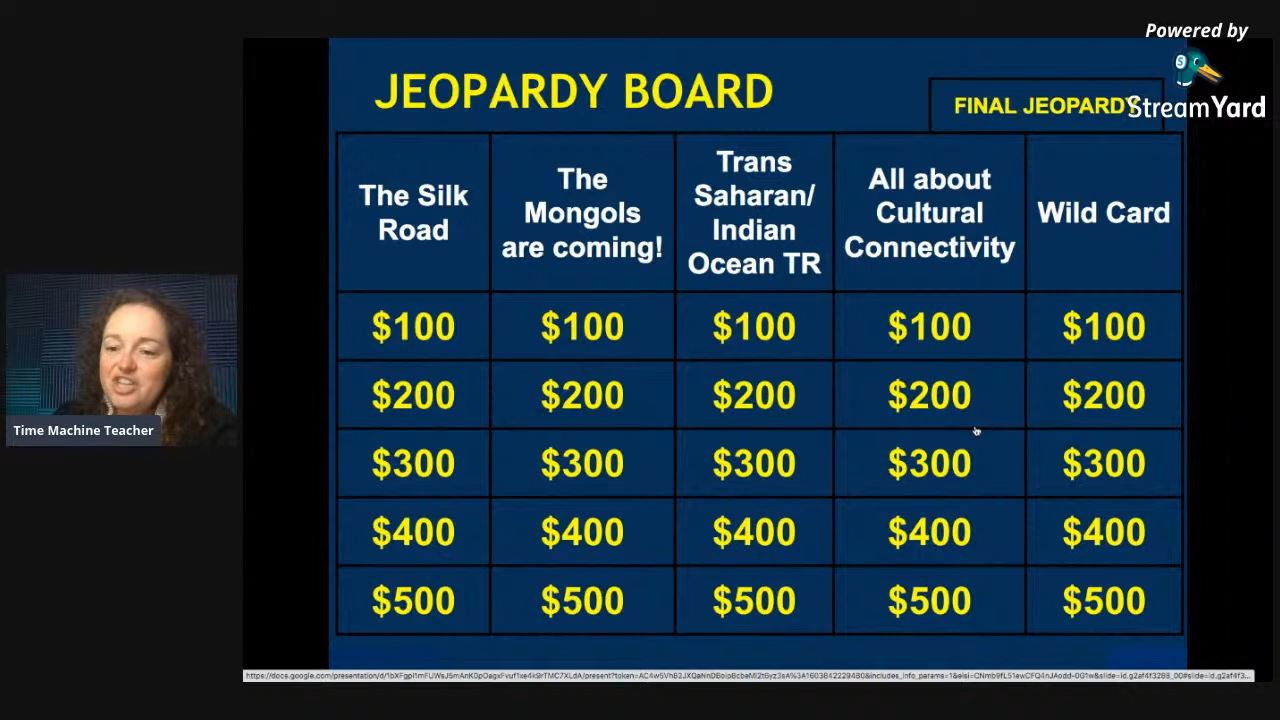 Powered by
StreamYard
JEOPARDY BOARD
FINAL JEOPARDY
The Silk
Road
The
Mongols
are coming!
Trans
Saharan/
Indian
Ocean TR
All about
Cultural
Connectivity
Wild Card
$100 $100 $100 $100 $100
$200 $200 $200 $200 $200
$300 $300 $300 $300 $300
$400 $400 $400 $400 $400
$500 $500 $500 $500 $500
Time Machine Teacher